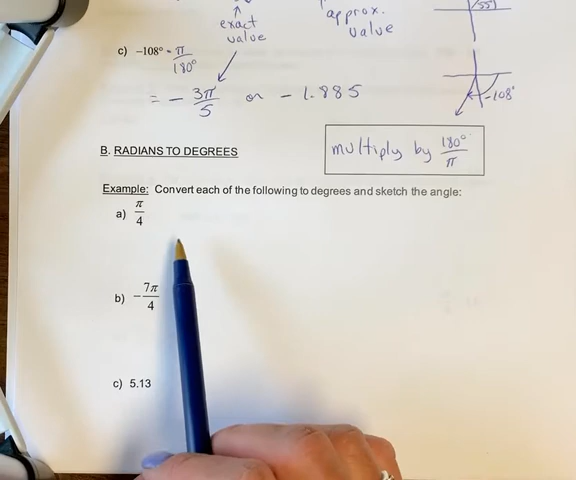 ↑ exact value
approx. value
55
c) -108° · π/180°
= - 3π/5 or - 1.885
-108°
B. RADIANS TO DEGREES
multiply by 180°/π
Example: Convert each of the following to degrees and sketch the angle:
a) π/4
b) - 7π/4
c) 5.13